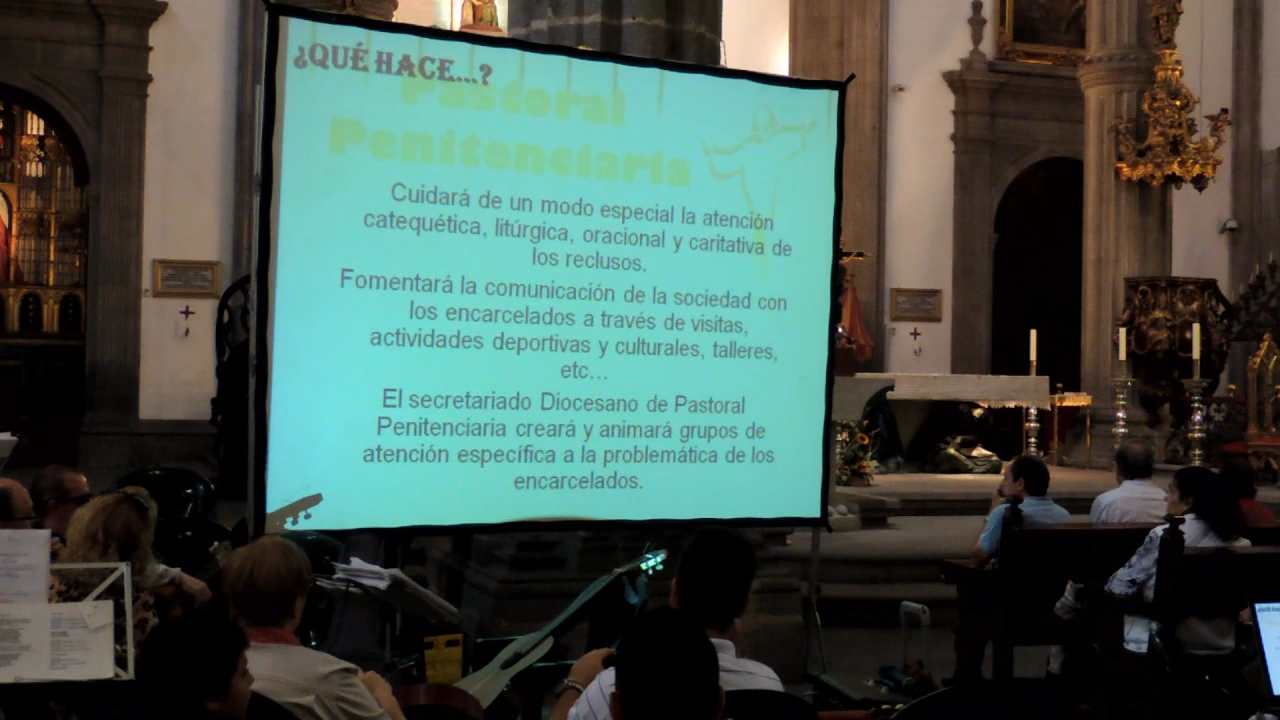 ¿QUÉ HACE...?
Pastoral
Penitenciaria
Cuidará de un modo especial la atención
catequética, litúrgica, oracional y caritativa de
los reclusos.
Fomentará la comunicación de la sociedad con
los encarcelados a través de visitas,
actividades deportivas y culturales, talleres,
etc...
El secretariado Diocesano de Pastoral
Penitenciaria creará y animará grupos de
atención específica a la problemática de los
encarcelados.